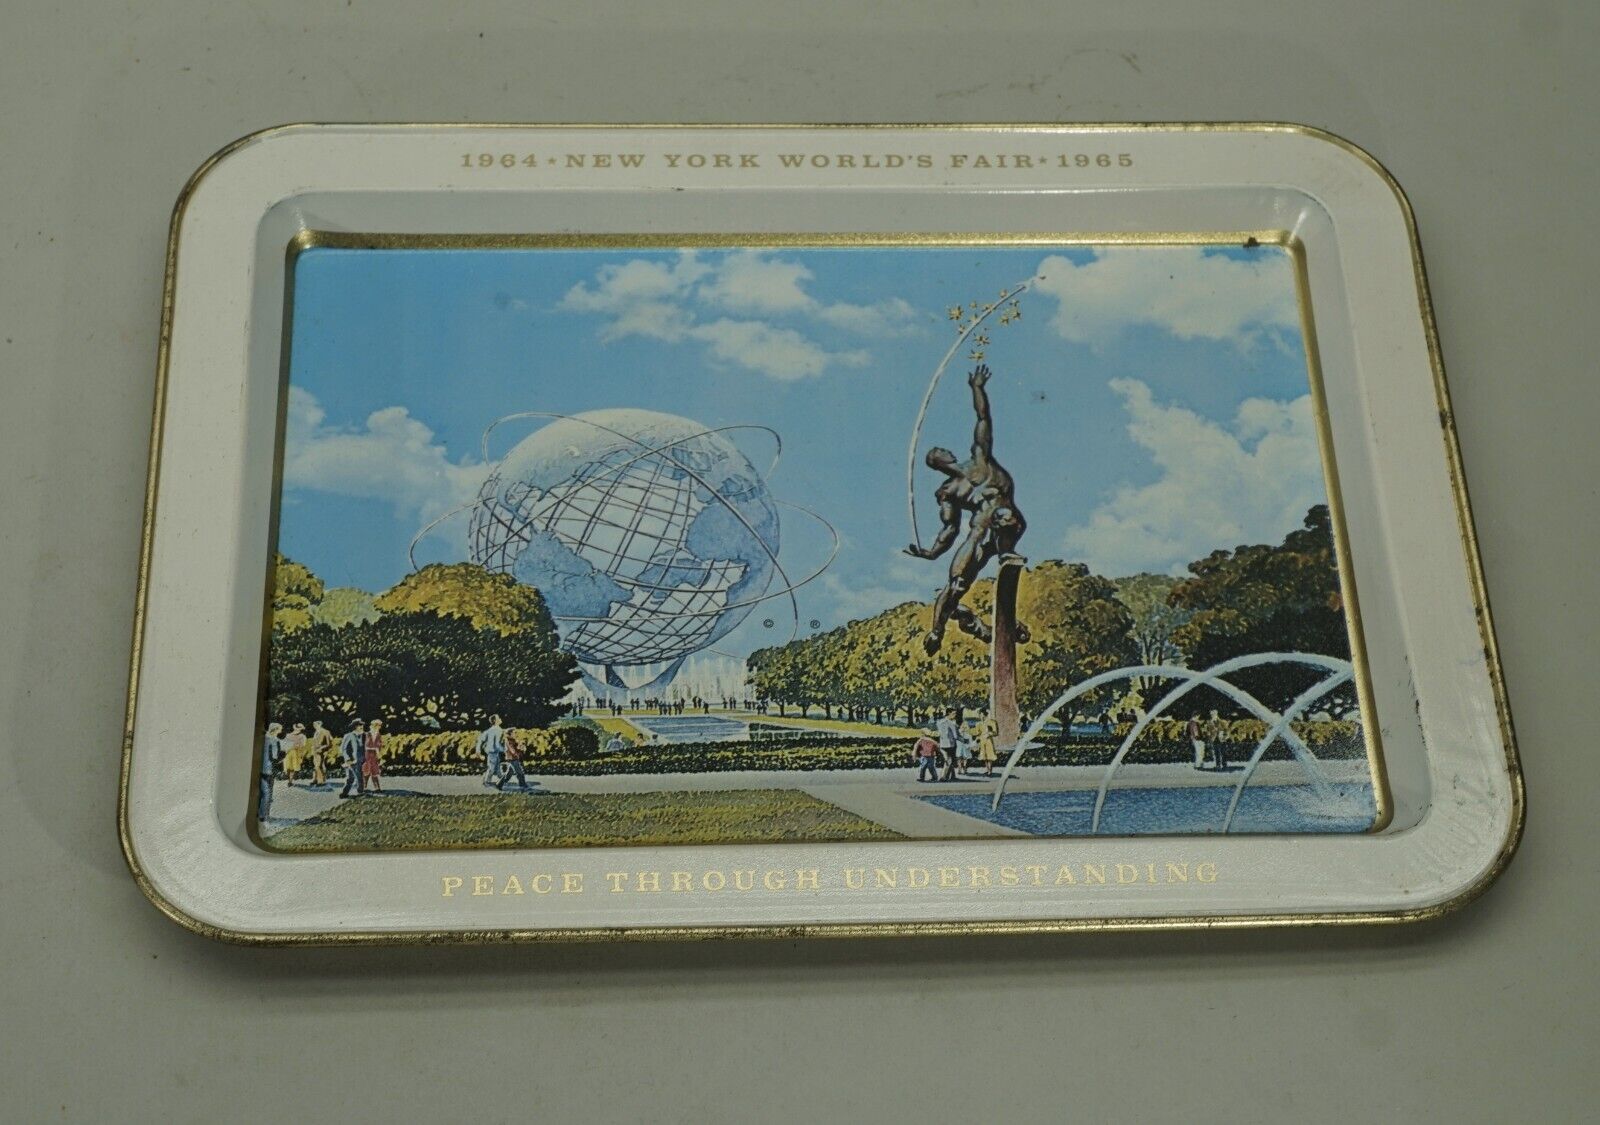 1964 ★ NEW YORK WORLD'S FAIR ★ 1965
© ®
PEACE THROUGH UNDERSTANDING